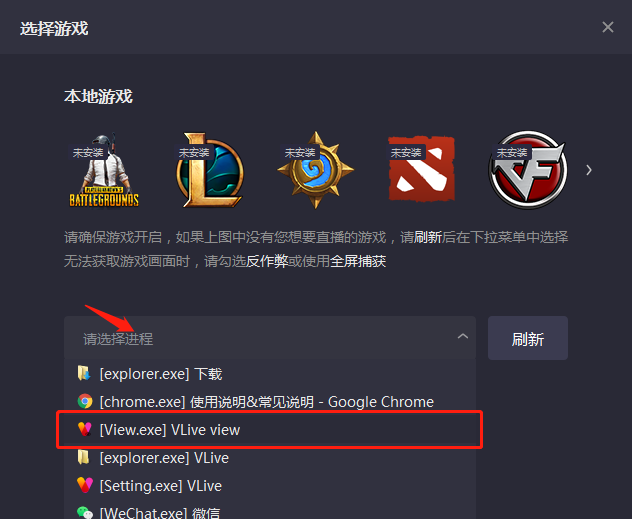 选择游戏
本地游戏
未安装
未安装
未安装
未安装
未安装
BATTLEGROUNDS
请确保游戏开启，如果上图中没有您想要直播的游戏，请刷新后在下拉菜单中选择
无法获取游戏画面时，请勾选反作弊或使用全屏捕获
请选择进程
刷新
[explorer.exe] 下载
[chrome.exe] 使用说明&常见说明 - Google Chrome
[View.exe] VLive view
[explorer.exe] VLive
[Setting.exe] VLive
[WeChat.exe] 微信